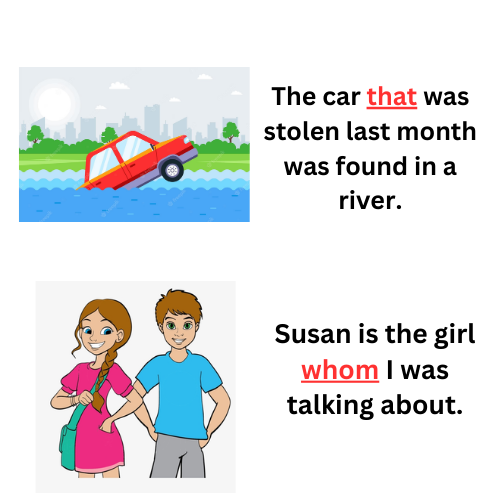 The car that was
stolen last month
was found in a
river.
Susan is the girl
whom I was
talking about.